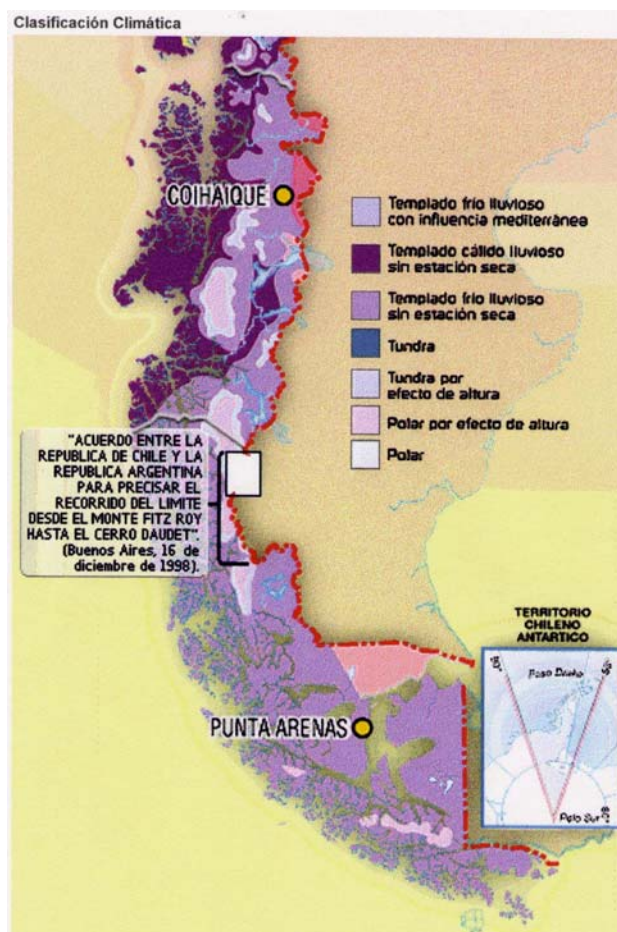 Clasificación Climática
COIHAIQUE
Templado frío lluvioso
con influencia mediterránea
Templado cálido lluvioso
sin estación seca
Templado frío lluvioso
sin estación seca
Tundra
Tundra por
efecto de altura
Polar por efecto de altura
Polar
"ACUERDO ENTRE LA
REPUBLICA DE CHILE Y LA
REPUBLICA ARGENTINA
PARA PRECISAR EL
RECORRIDO DEL LIMITE
DESDE EL MONTE FITZ ROY
HASTA EL CERRO DAUDET".
(Buenos Aires, 16 de
diciembre de 1998).
TERRITORIO
CHILENO
ANTARTICO
Polo Sur
PUNTA ARENAS